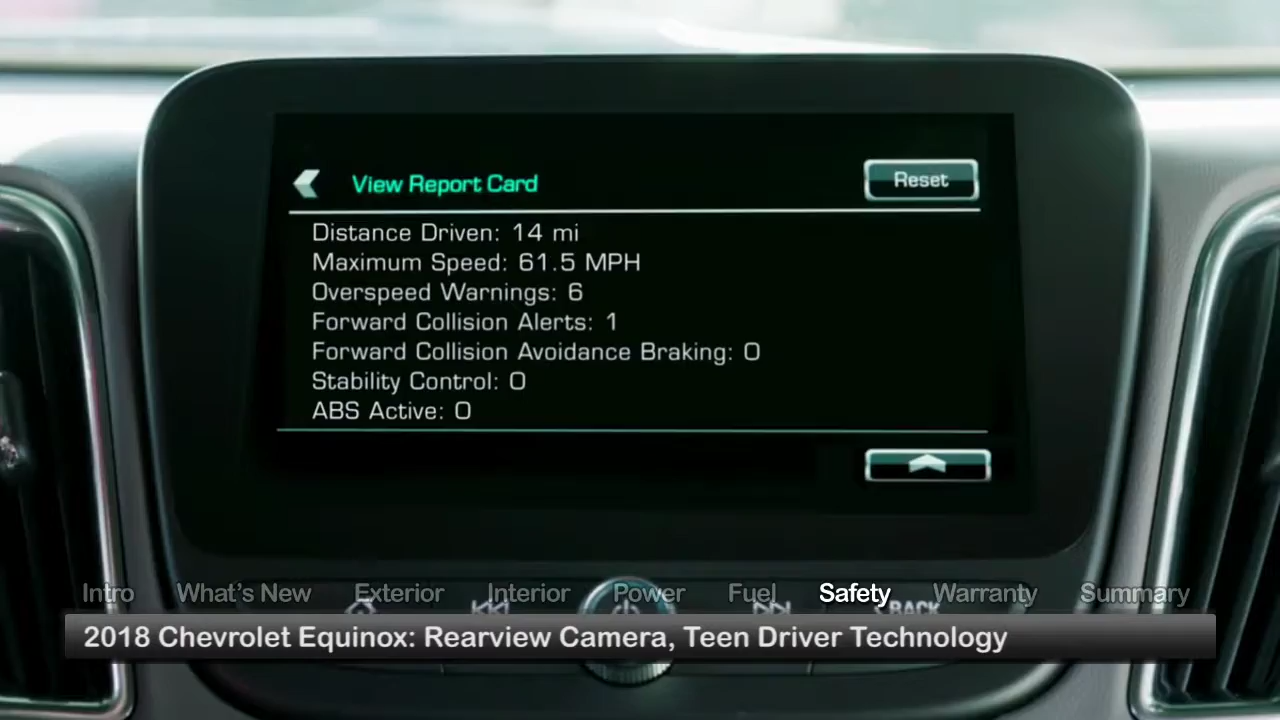 View Report Card
Reset
Distance Driven: 14 mi
Maximum Speed: 61.5 MPH
Overspeed Warnings: 6
Forward Collision Alerts: 1
Forward Collision Avoidance Braking: 0
Stability Control: 0
ABS Active: 0
Intro What's New Exterior Interior Power Fuel Safety Warranty Summary
BACK
2018 Chevrolet Equinox: Rearview Camera, Teen Driver Technology